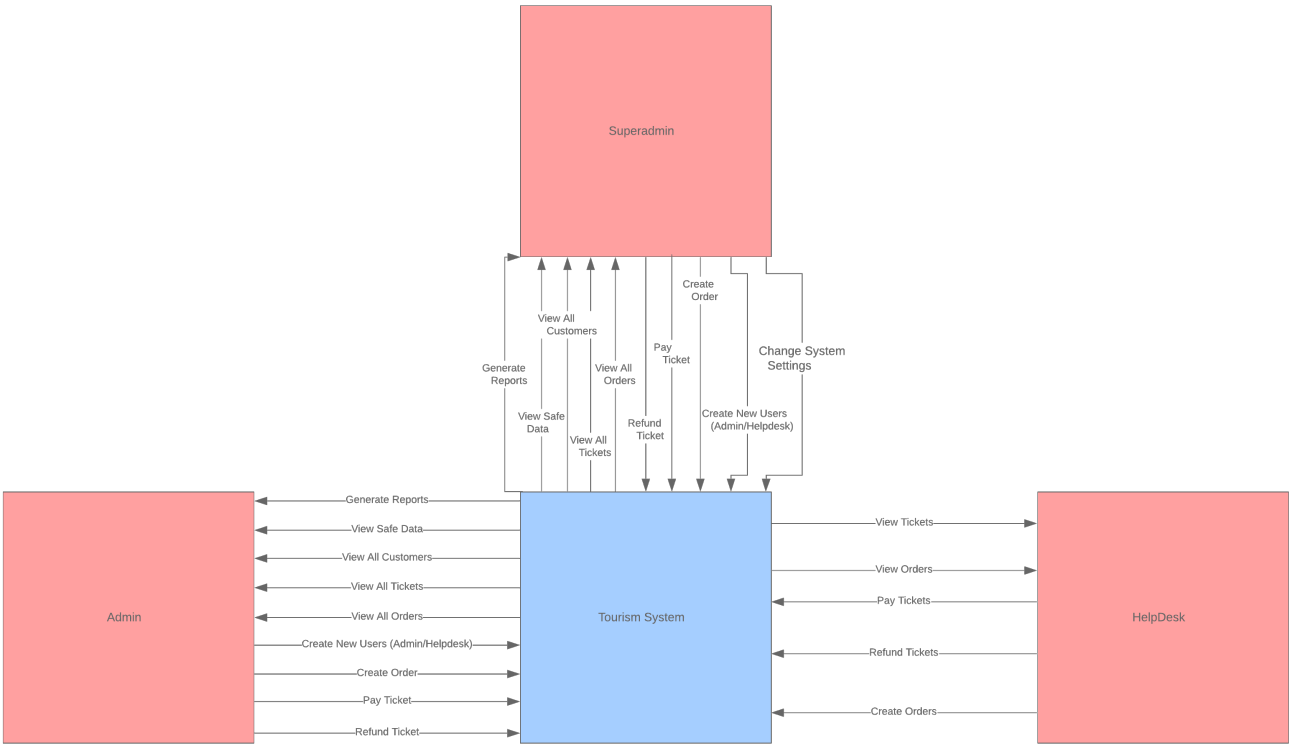 Superadmin
Create
Order
View All
Customers
Pay
Ticket
Change System
Settings
Generate
Reports
View All
Orders
View Safe
Data
Create New Users
(Admin/Helpdesk)
Refund
Ticket
View All
Tickets
Generate Reports
View Safe Data
View All Customers
View All Tickets
View All Orders
Create New Users (Admin/Helpdesk)
Create Order
Pay Ticket
Refund Ticket
Admin
Tourism System
View Tickets
View Orders
Pay Tickets
Refund Tickets
Create Orders
HelpDesk